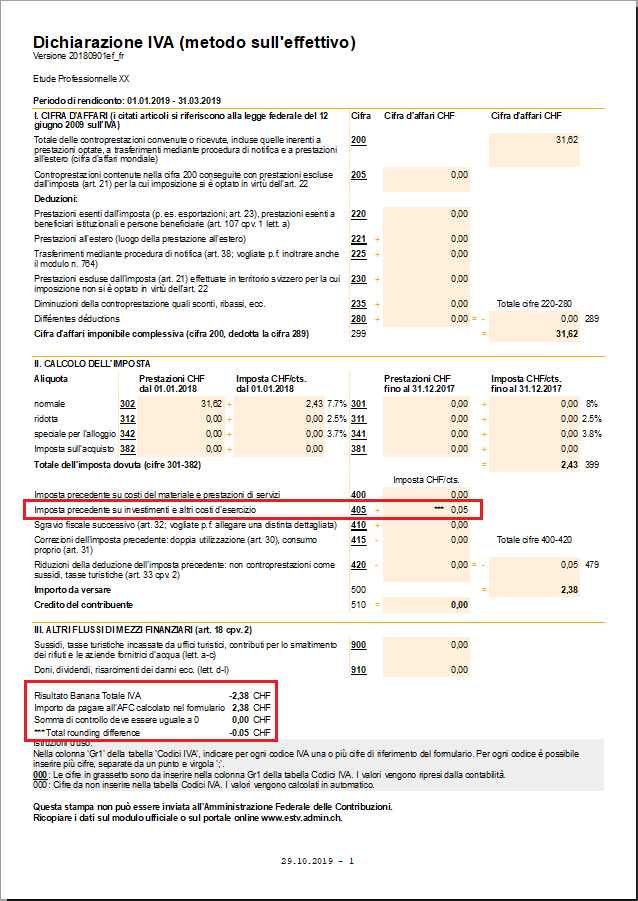 Dichiarazione IVA (metodo sull'effettivo)
Versione 20180901ef_fr
Etude Professionnelle XX
Periodo di rendiconto: 01.01.2019 - 31.03.2019
I. CIFRA D'AFFARI (i citati articoli si riferiscono alla legge federale del 12 giugno 2009 sull'IVA) Cifra Cifra d'affari CHF Cifra d'affari CHF
Totale delle controprestazioni convenute o ricevute, incluse quelle inerenti a 200 31,62
prestazioni optate, a trasferimenti mediante procedura di notifica e a prestazioni
all'estero (cifra d'affari mondiale)
Controprestazioni contenute nella cifra 200 conseguite con prestazioni escluse 205 0,00
dall'imposta (art. 21) per la cui imposizione si è optato in virtù dell'art. 22
Deduzioni:
Prestazioni esenti dall'imposta (p. es. esportazioni; art. 23), prestazioni esenti a 220 0,00
beneficiari istituzionali e persone beneficiarie (art. 107 cpv. 1 lett. a)
Prestazioni all'estero (luogo della prestazione all'estero) 221 + 0,00
Trasferimenti mediante procedura di notifica (art. 38; vogliate p.f. inoltrare anche 225 + 0,00
il modulo n. 764)
Prestazioni escluse dall'imposta (art. 21) effettuate in territorio svizzero per la cui 230 + 0,00
imposizione non si è optato in virtù dell'art. 22
Diminuzioni della controprestazione quali sconti, ribassi, ecc. 235 + 0,00 Totale cifre 220-280
Différentes déductions 280 + 0,00 = - 0,00 289
Cifra d'affari imponibile complessiva (cifra 200, dedotta la cifra 289) 299 = 31,62
II. CALCOLO DELL'IMPOSTA
Aliquota Prestazioni CHF Imposta CHF/cts. Prestazioni CHF Imposta CHF/cts.
dal 01.01.2018 dal 01.01.2018 fino al 31.12.2017 fino al 31.12.2017
normale 302 31,62 + 2,43 7.7% 301 0,00 + 0,00 8%
ridotta 312 0,00 + 0,00 2.5% 311 0,00 + 0,00 2.5%
speciale per l'alloggio 342 0,00 + 0,00 3.7% 341 0,00 + 0,00 3.8%
Imposta sull'acquisto 382 0,00 + 0,00 381 0,00 + 0,00
Totale dell'imposta dovuta (cifre 301-382) = 2,43 399
Imposta CHF/cts.
Imposta precedente su costi del materiale e prestazioni di servizi 400 0,00
Imposta precedente su investimenti e altri costi d'esercizio 405 + *** 0,05
Sgravio fiscale successivo (art. 32; vogliate p.f. allegare una distinta dettagliata) 410 + 0,00
Correzioni dell'imposta precedente: doppia utilizzazione (art. 30), consumo 415 - 0,00 Totale cifre 400-420
proprio (art. 31)
Riduzioni della deduzione dell'imposta precedente: non controprestazioni come 420 - 0,00 = - 0,05 479
sussidi, tasse turistiche (art. 33 cpv. 2)
Importo da versare 500 = 2,38
Credito del contribuente 510 = 0,00
III. ALTRI FLUSSI DI MEZZI FINANZIARI (art. 18 cpv. 2)
Sussidi, tasse turistiche incassate da uffici turistici, contributi per lo smaltimento 900 0,00
dei rifiuti e le aziende fornitrici d'acqua (lett. a-c)
Doni, dividendi, risarcimenti dei danni ecc. (lett. d-l) 910 0,00
Risultato Banana Totale IVA -2,38 CHF
Importo da pagare all'AFC calcolato nel formulario 2,38 CHF
Somma di controllo deve essere uguale a 0 0,00 CHF
***Total rounding difference -0.05 CHF
Istruzioni d'uso:
Nella colonna 'Gr1' della tabella 'Codici IVA', indicare per ogni codice IVA una o più cifre di riferimento del formulario. Per ogni codice è possibile
inserire più cifre, separate da un punto e virgola ';'.
000: Le cifre in grassetto sono da inserire nella colonna Gr1 della tabella Codici IVA. I valori vengono ripresi dalla contabilità.
000: Cifre da non inserire nella tabella Codici IVA. I valori vengono calcolati in automatico.
Questa stampa non può essere inviata all'Amministrazione Federale delle Contribuzioni.
Ricopiare i dati sul modulo ufficiale o sul portale online www.estv.admin.ch.
29.10.2019 - 1